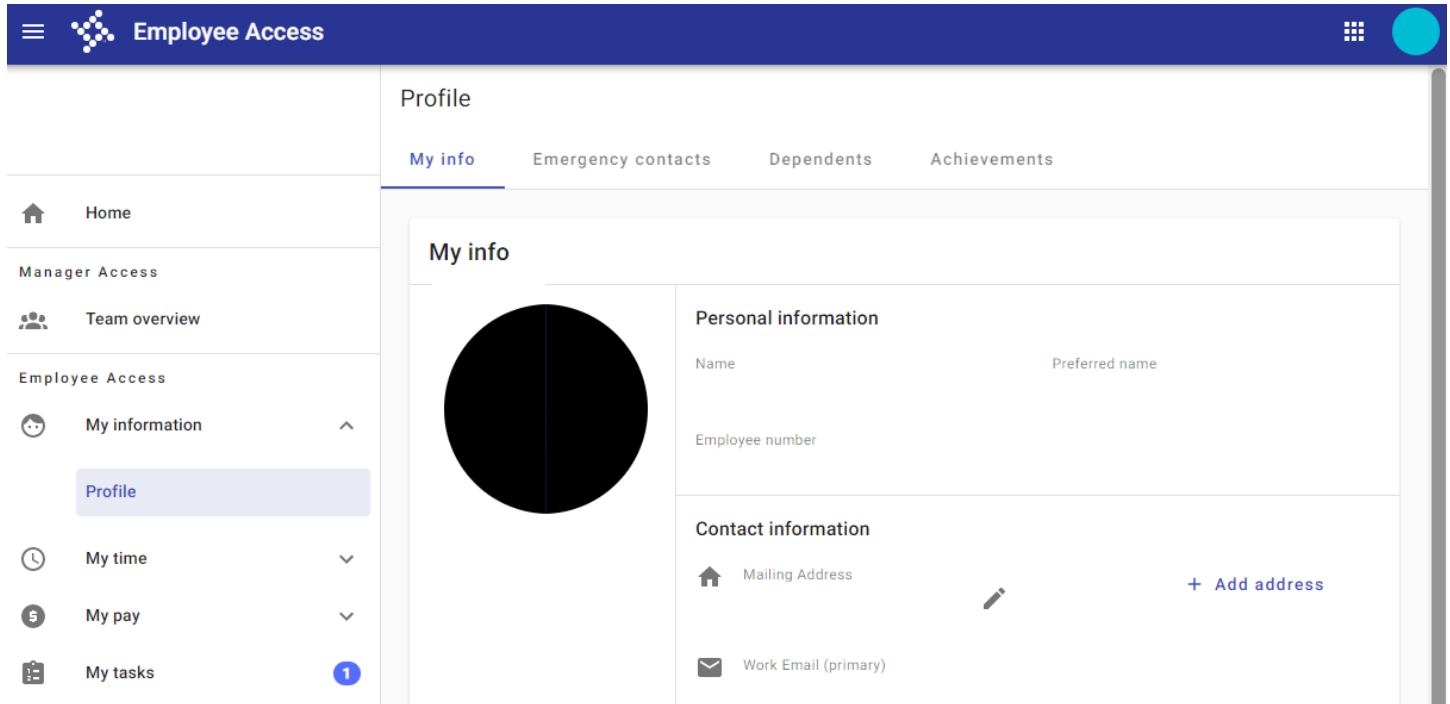 Employee Access
Profile
My info Emergency contacts Dependents Achievements
Home
Manager Access
Team overview
Employee Access
My information
Profile
My time
My pay
My tasks 1
My info
Personal information
Name Preferred name
Employee number
Contact information
Mailing Address
+ Add address
Work Email (primary)